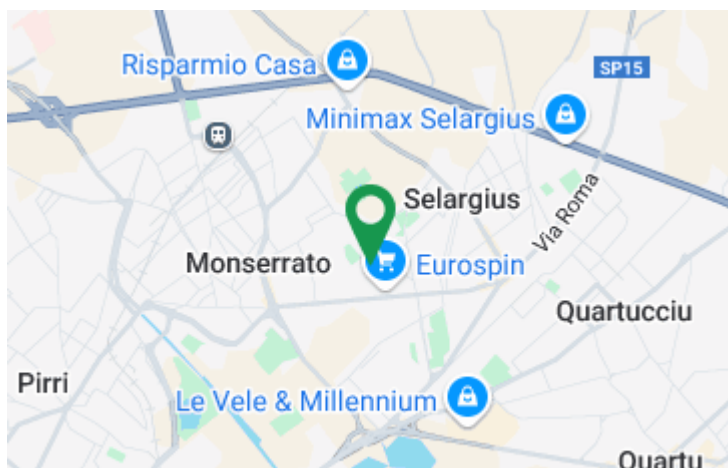 Risparmio Casa
SP15
Minimax Selargius
Selargius
Via Roma
Monserrato
Eurospin
Quartucciu
Pirri
Le Vele & Millennium
Quartu